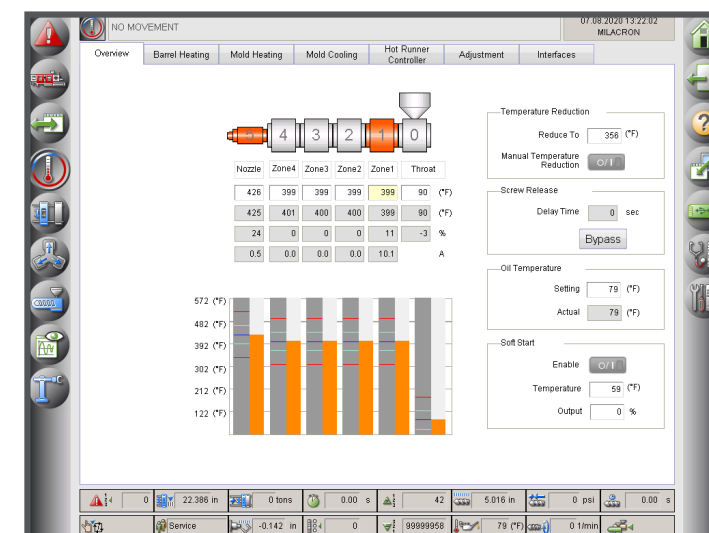 NO MOVEMENT
07.08.2020 13:22:02
MILACRON
Overview Barrel Heating Mold Heating Mold Cooling Hot Runner Controller Adjustment Interfaces
5 4 3 2 1 0
Nozzle Zone4 Zone3 Zone2 Zone1 Throat
426 399 399 399 399 90 (°F)
425 401 400 400 399 90 (°F)
24 0 0 0 11 -3 %
0.5 0.0 0.0 0.0 10.1 A
572 (°F)
482 (°F)
392 (°F)
302 (°F)
212 (°F)
122 (°F)
Temperature Reduction
Reduce To 356 (°F)
Manual Temperature
Reduction O/I
Screw Release
Delay Time 0 sec
Bypass
Oil Temperature
Setting 79 (°F)
Actual 79 (°F)
Soft Start
Enable O/I
Temperature 59 (°F)
Output 0 %
0 22.386 in 0 tons 0.00 s 42 5.016 in 0 psi 0.00 s
Service -0.142 in 0 99999958 79 (°F) 0 1/min